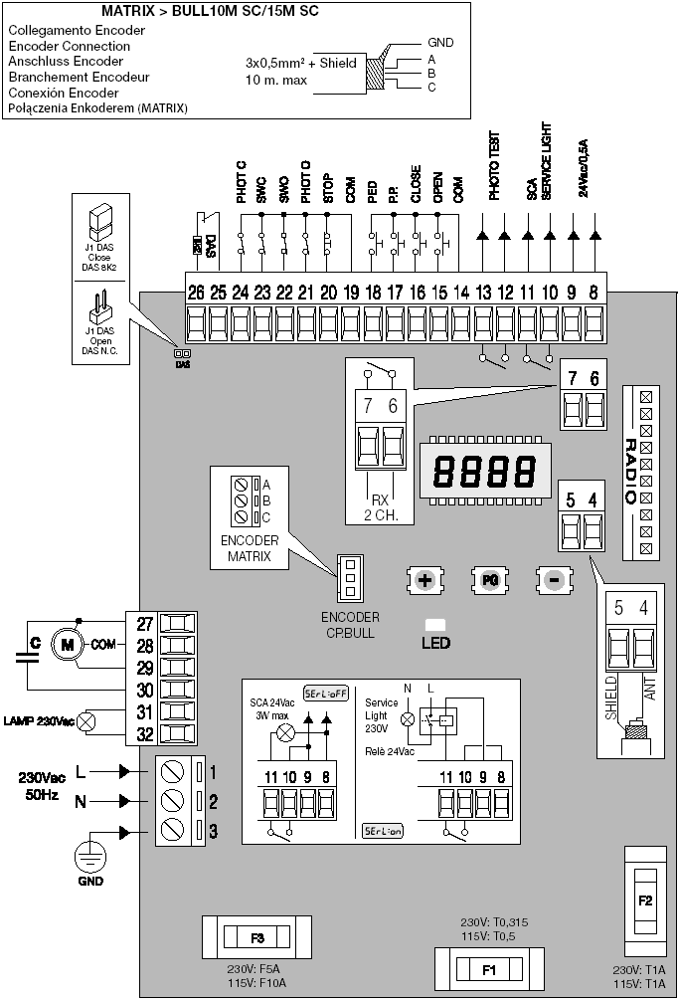 MATRIX > BULL10M SC/15M SC
Collegamento Encoder
Encoder Connection
Anschluss Encoder
Branchement Encodeur
Conexión Encoder
Połączenia Enkoderem (MATRIX)
3x0,5mm² + Shield
10 m. max
GND
A
B
C
PHOT C
SWC
SWO
PHOT O
STOP
COM
PED
P.P.
CLOSE
OPEN
COM
PHOTO TEST
SCA
SERVICE LIGHT
24Vac/0,5A
8K2
DAS
J1 DAS
Close
DAS 8K2
J1 DAS
Open
DAS N.C.
26 25 24 23 22 21 20 19 18 17 16 15 14 13 12 11 10 9 8
DAS
7 6
RX
2 CH.
7 6
8888
RADIO
5 4
A
B
C
ENCODER
MATRIX
ENCODER
CP.BULL
+
PG
-
LED
5 4
SHIELD
ANT
C
M
COM
27
28
29
30
31
32
LAMP 230Vac
230Vac
50Hz
L
N
GND
1
2
3
SCA 24Vac
3W max.
SErL:oFF
11 10 9 8
Service
Light
230V
N L
Relè 24Vac
11 10 9 8
SErL:on
F3
230V: F5A
115V: F10A
230V: T0,315
115V: T0,5
F1
F2
230V: T1A
115V: T1A